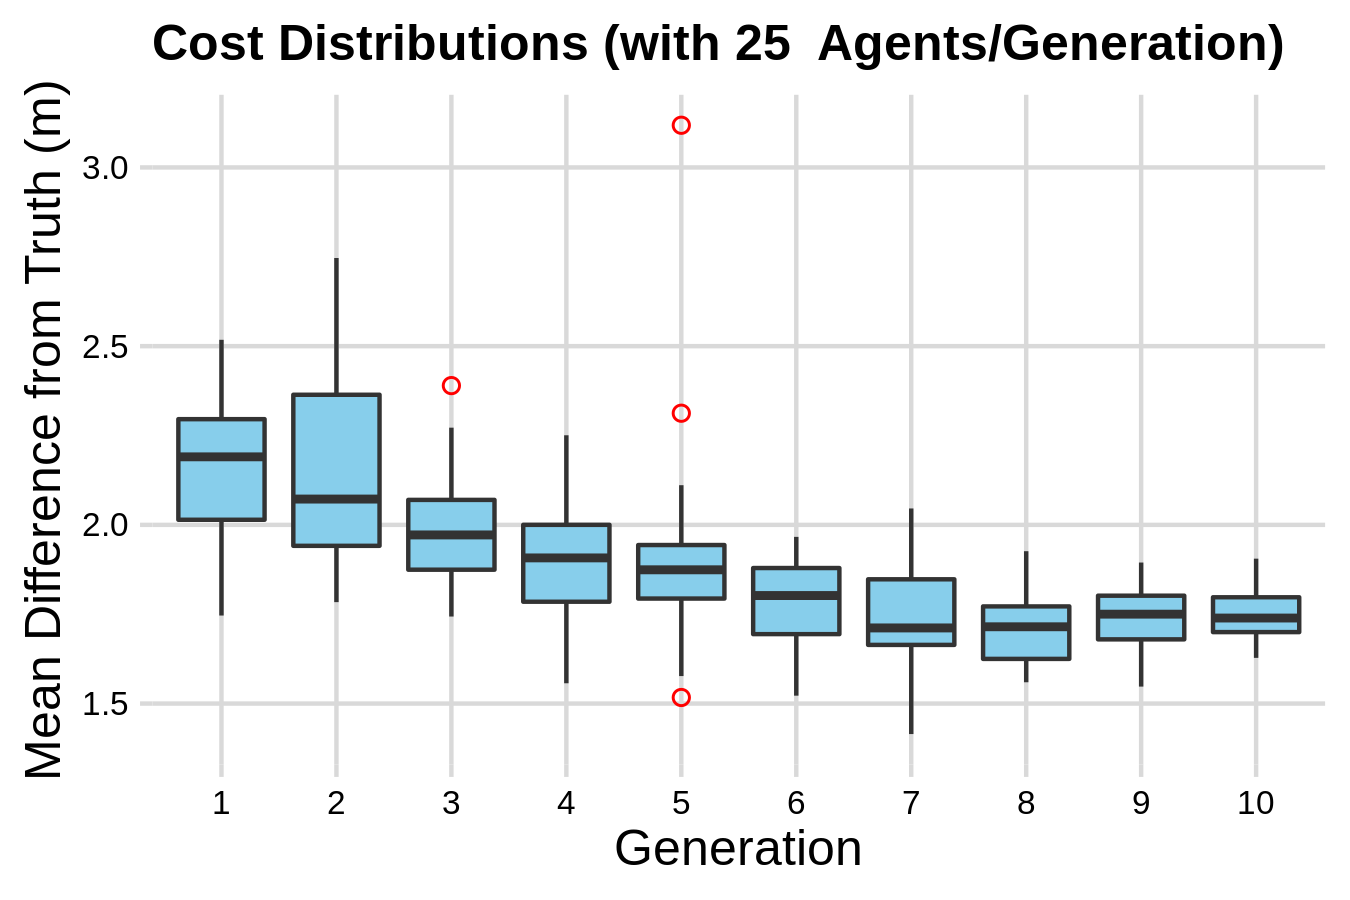 Cost Distributions (with 25  Agents/Generation)
Mean Difference from Truth (m)
3.0
2.5
2.0
1.5
1 2 3 4 5 6 7 8 9 10
Generation